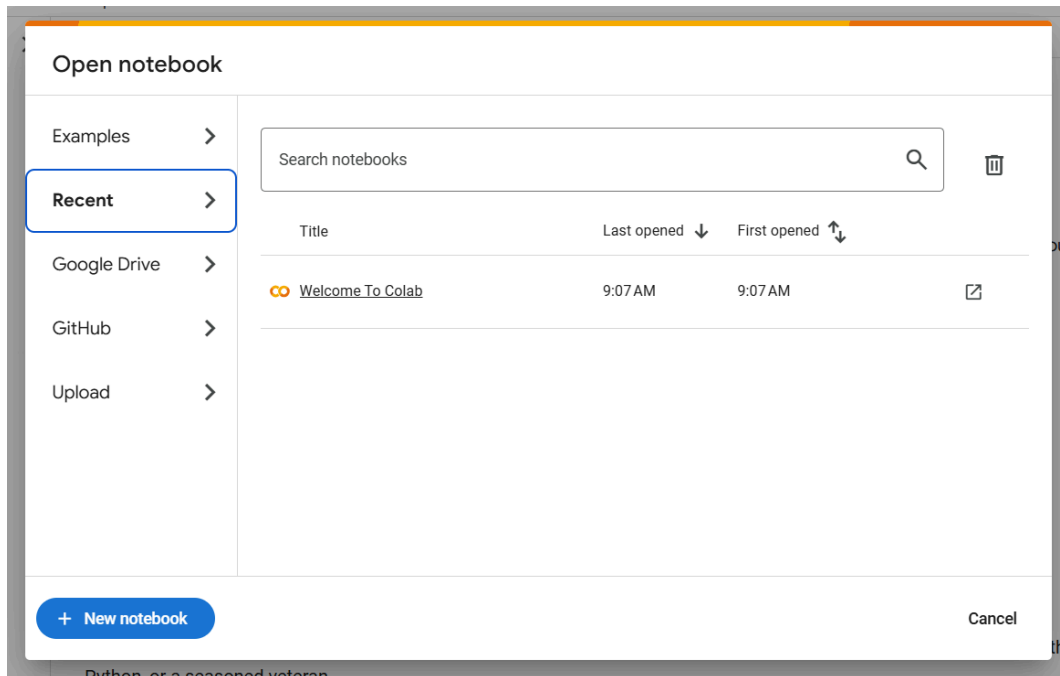 Open notebook
Examples
Recent
Google Drive
GitHub
Upload
Search notebooks
Title Last opened First opened
Welcome To Colab 9:07 AM 9:07 AM
+ New notebook
Cancel
Python, or a seasoned veteran